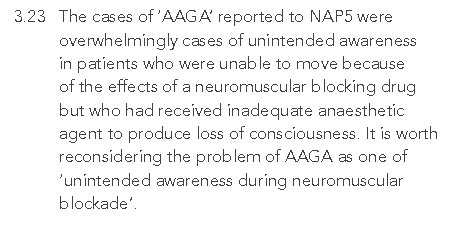 3.23 The cases of 'AAGA' reported to NAP5 were
overwhelmingly cases of unintended awareness
in patients who were unable to move because
of the effects of a neuromuscular blocking drug
but who had received inadequate anaesthetic
agent to produce loss of consciousness. It is worth
reconsidering the problem of AAGA as one of
'unintended awareness during neuromuscular
blockade'.